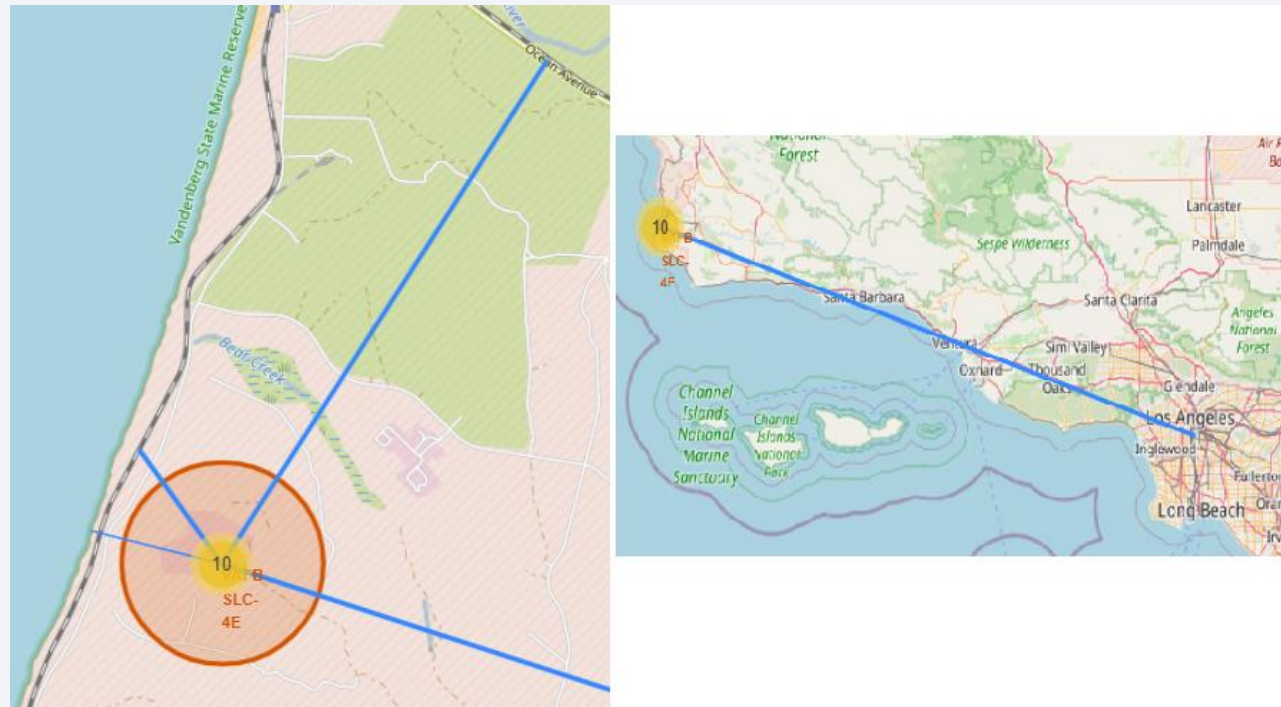 Vandenberg State Marine Reserve
River
Ocean Avenue
Bear Creek
10
SLC-
4E
National
Forest
Lancaster
10
Palmdale
Sespe Wilderness
SLC-
Santa Barbara
Santa Clarita
Angeles
National
Forest
Ventura
Simi Valley
Oxnard
Thousand
Oaks
Glendale
Channel
Islands
National
Marine
Sanctuary
Channel
Islands
National
Park
Los Angeles
Inglewood
Long Beach